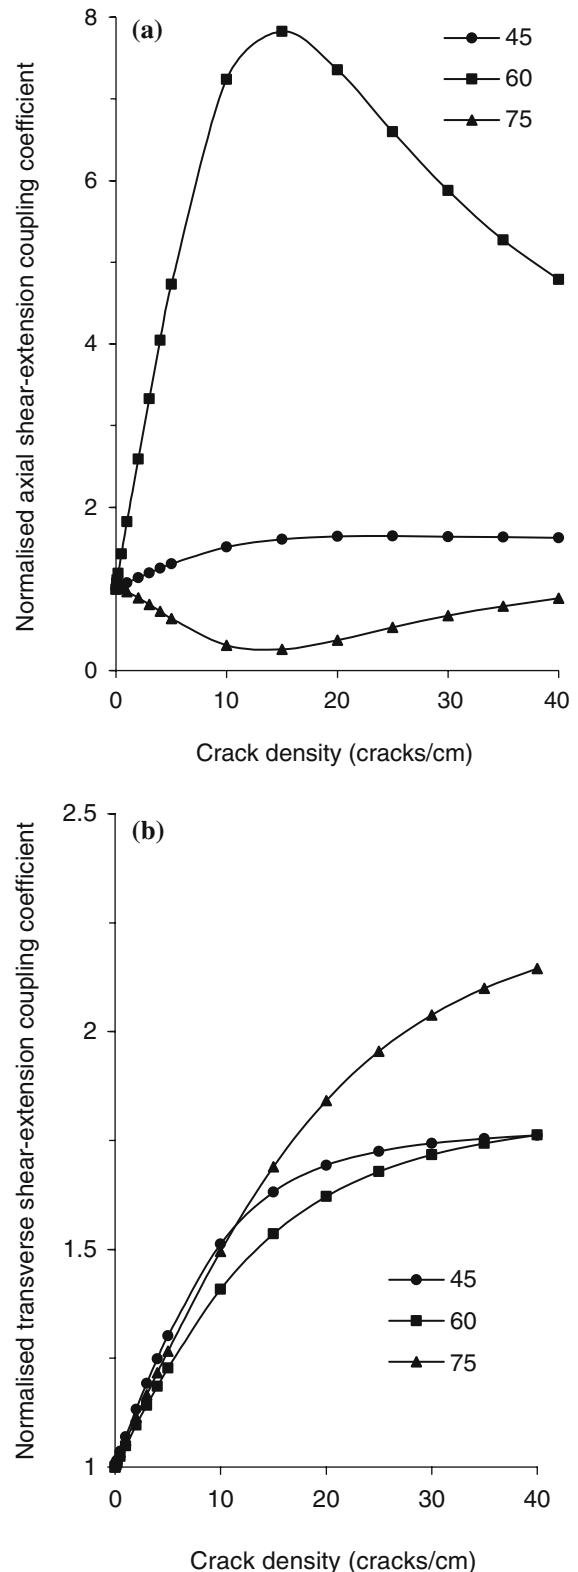 (a)
45
60
75
Normalised axial shear-extension coupling coefficient
8
6
4
2
0
0 10 20 30 40
Crack density (cracks/cm)
(b)
45
60
75
Normalised transverse shear-extension coupling coefficient
2.5
2
1.5
1
0 10 20 30 40
Crack density (cracks/cm)